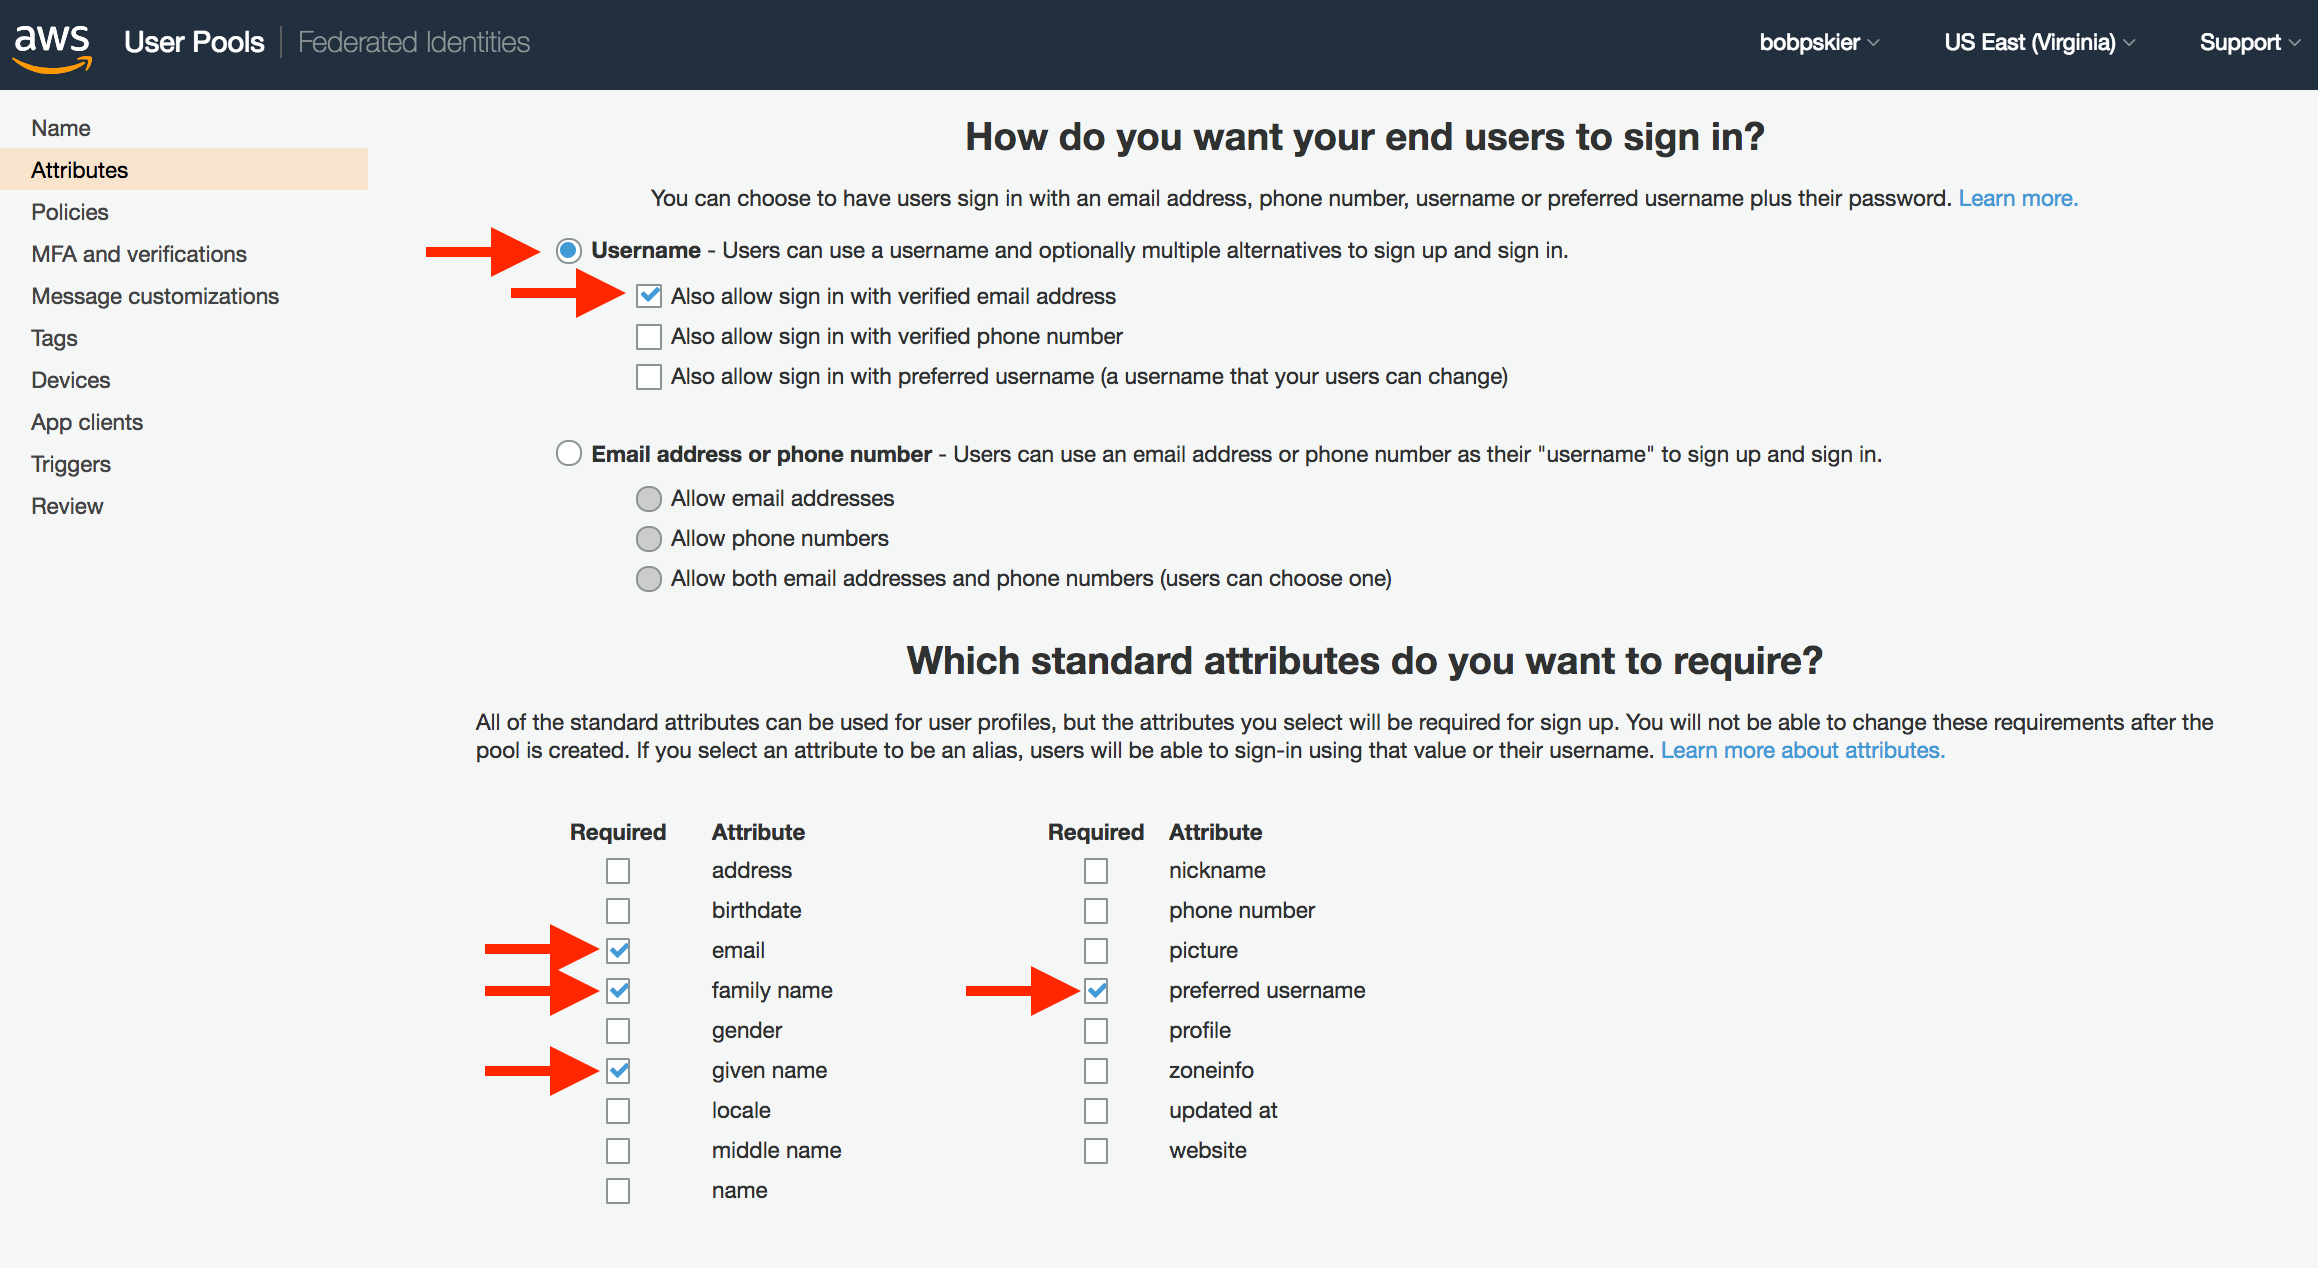 aws User Pools Federated Identities bobpskier US East (Virginia) Support
Name
Attributes
Policies
MFA and verifications
Message customizations
Tags
Devices
App clients
Triggers
Review
How do you want your end users to sign in?
You can choose to have users sign in with an email address, phone number, username or preferred username plus their password. Learn more.
Username - Users can use a username and optionally multiple alternatives to sign up and sign in.
Also allow sign in with verified email address
Also allow sign in with verified phone number
Also allow sign in with preferred username (a username that your users can change)
Email address or phone number - Users can use an email address or phone number as their "username" to sign up and sign in.
Allow email addresses
Allow phone numbers
Allow both email addresses and phone numbers (users can choose one)
Which standard attributes do you want to require?
All of the standard attributes can be used for user profiles, but the attributes you select will be required for sign up. You will not be able to change these requirements after the
pool is created. If you select an attribute to be an alias, users will be able to sign-in using that value or their username. Learn more about attributes.
Required Attribute
address
birthdate
email
family name
gender
given name
locale
middle name
name
Required Attribute
nickname
phone number
picture
preferred username
profile
zoneinfo
updated at
website